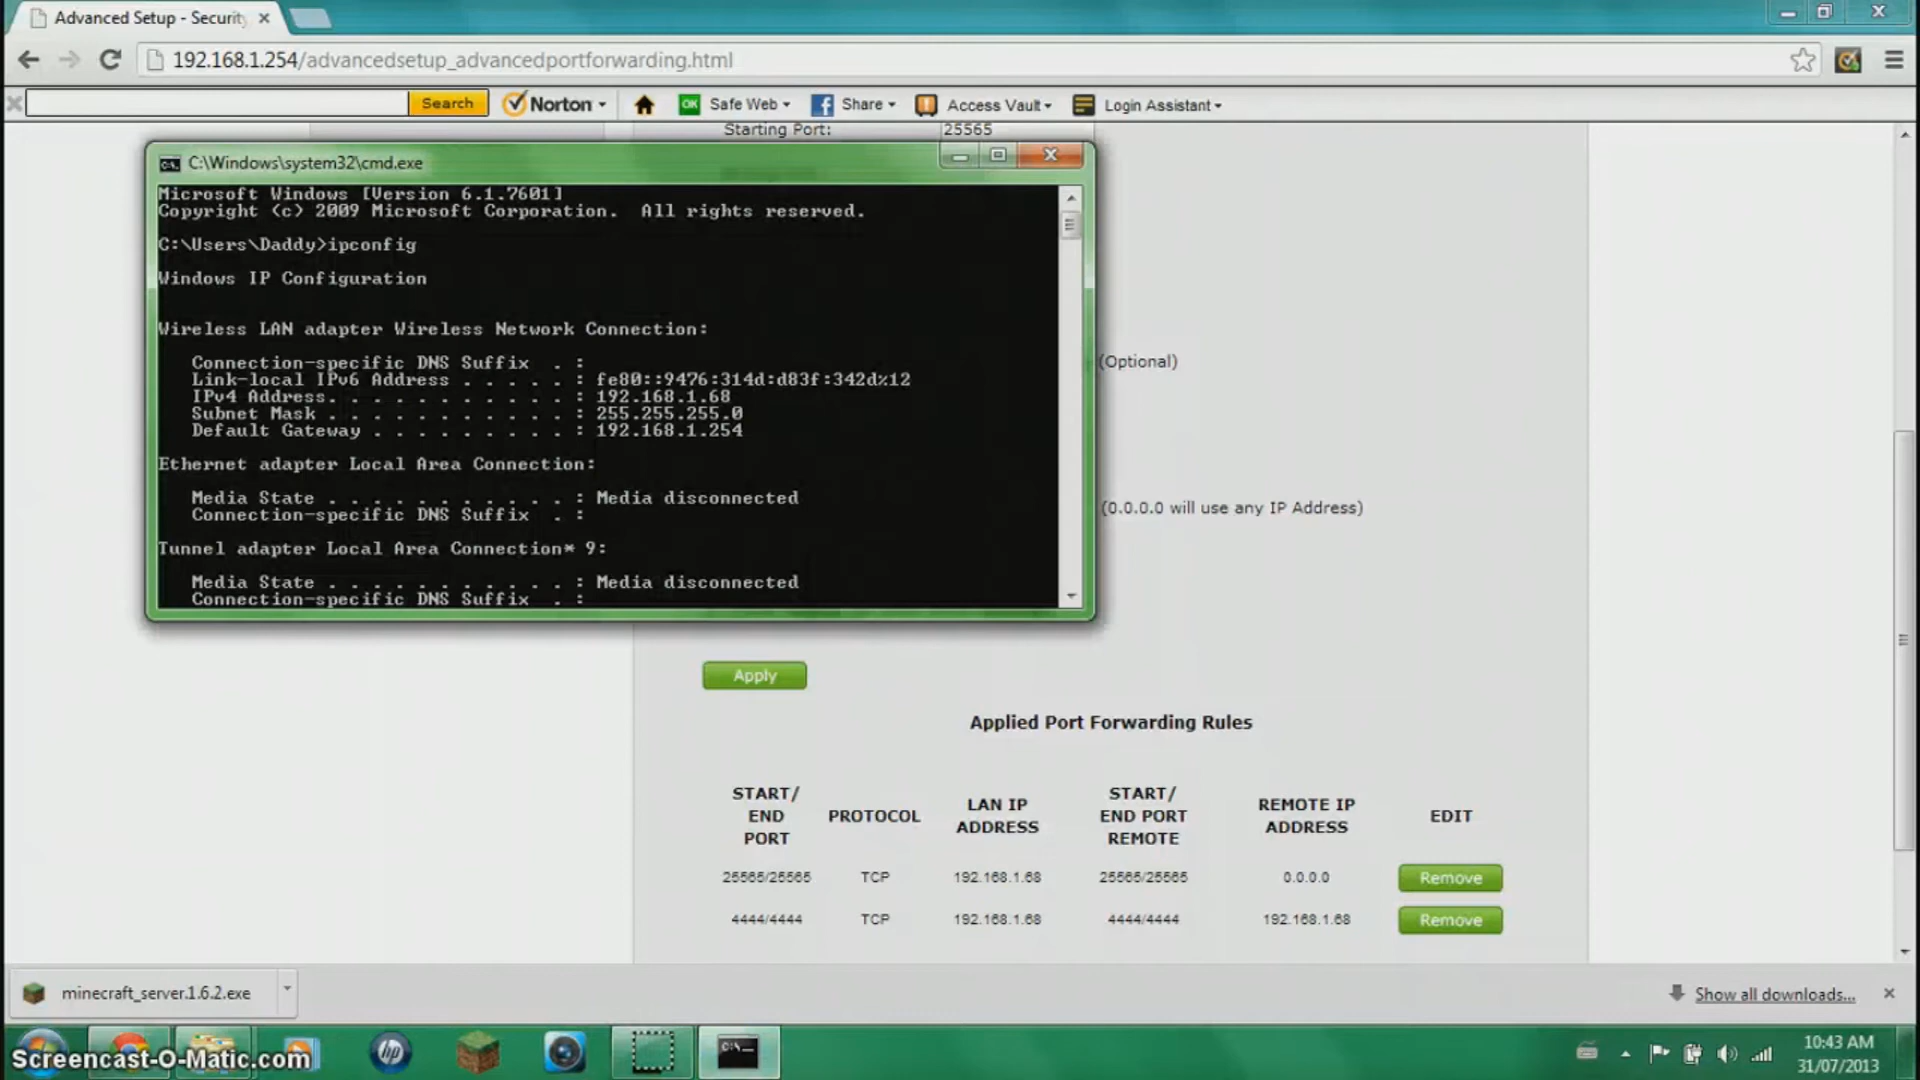 Advanced Setup - Security
192.168.1.254/advancedsetup_advancedportforwarding.html
Search
Norton
Safe Web
Share
Access Vault
Login Assistant
Starting Port:
25565
C:\Windows\system32\cmd.exe
Microsoft Windows [Version 6.1.7601]
Copyright (c) 2009 Microsoft Corporation. All rights reserved.
C:\Users\Daddy>ipconfig
Windows IP Configuration
Wireless LAN adapter Wireless Network Connection:
Connection-specific DNS Suffix . :
Link-local IPv6 Address . . . . . : fe80::9476:314d:d83f:342d%12
IPv4 Address. . . . . . . . . . . : 192.168.1.68
Subnet Mask . . . . . . . . . . . : 255.255.255.0
Default Gateway . . . . . . . . . : 192.168.1.254
Ethernet adapter Local Area Connection:
Media State . . . . . . . . . . . : Media disconnected
Connection-specific DNS Suffix . :
Tunnel adapter Local Area Connection* 9:
Media State . . . . . . . . . . . : Media disconnected
Connection-specific DNS Suffix . :
(Optional)
(0.0.0.0 will use any IP Address)
Apply
Applied Port Forwarding Rules
START/ END PORT
PROTOCOL
LAN IP ADDRESS
START/ END PORT REMOTE
REMOTE IP ADDRESS
EDIT
25565/25565 TCP 192.168.1.68 25565/25565 0.0.0.0 Remove
4444/4444 TCP 192.168.1.68 4444/4444 192.168.1.68 Remove
minecraft_server.1.6.2.exe
Show all downloads...
Screencast-O-Matic.com
hp
10:43 AM
31/07/2013